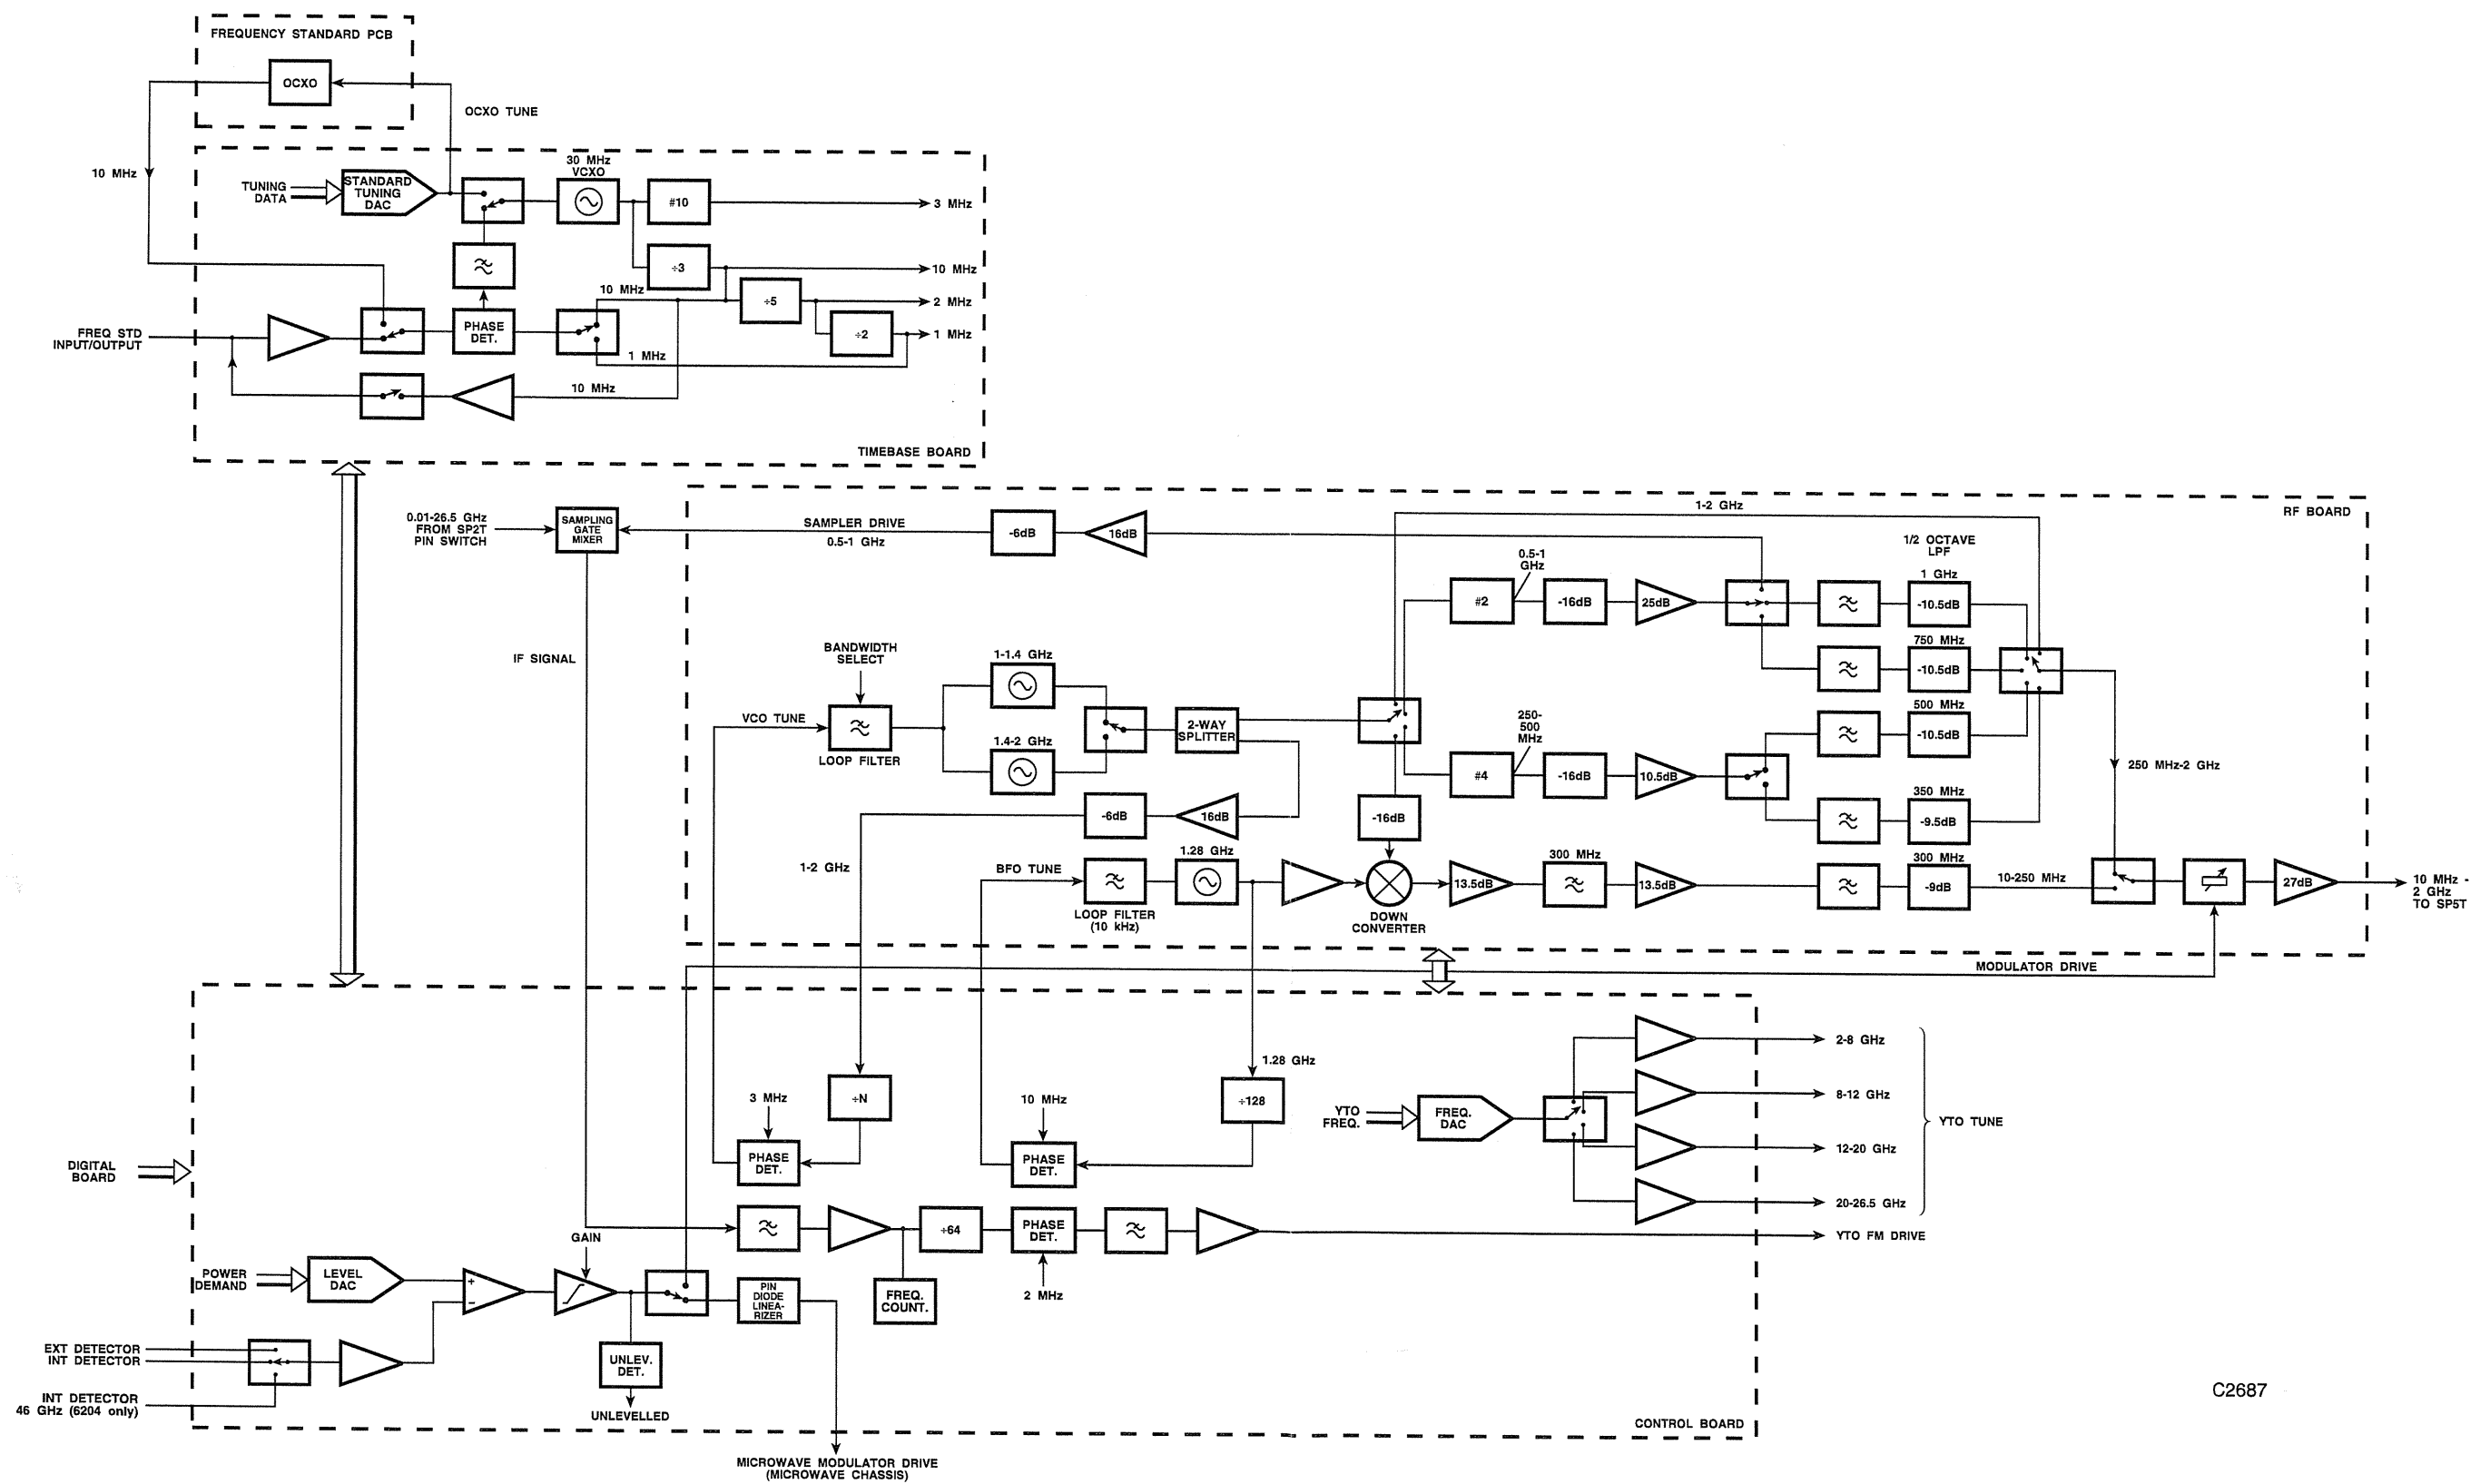 FREQUENCY STANDARD PCB
OCXO
OCXO TUNE
10 MHz
TUNING
DATA
STANDARD
TUNING
DAC
30 MHz
VCXO
#10
3 MHz
÷3
10 MHz
10 MHz
÷5
2 MHz
÷2
1 MHz
FREQ STD
INPUT/OUTPUT
PHASE
DET.
1 MHz
10 MHz
TIMEBASE BOARD
0.01-26.5 GHz
FROM SP2T
PIN SWITCH
SAMPLING
GATE
MIXER
SAMPLER DRIVE
0.5-1 GHz
-6dB
16dB
1-2 GHz
RF BOARD
1/2 OCTAVE
LPF
0.5-1
GHz
1 GHz
#2
-16dB
25dB
-10.5dB
IF SIGNAL
BANDWIDTH
SELECT
1-1.4 GHz
750 MHz
-10.5dB
VCO TUNE
LOOP FILTER
1.4-2 GHz
2-WAY
SPLITTER
250-
500
MHz
500 MHz
-10.5dB
#4
-16dB
10.5dB
250 MHz-2 GHz
350 MHz
-9.5dB
-6dB
16dB
-16dB
1-2 GHz
BFO TUNE
1.28 GHz
LOOP FILTER
(10 kHz)
DOWN
CONVERTER
13.5dB
300 MHz
13.5dB
300 MHz
-9dB
10-250 MHz
27dB
10 MHz -
2 GHz
TO SP5T
MODULATOR DRIVE
1.28 GHz
÷N
÷128
3 MHz
PHASE
DET.
10 MHz
PHASE
DET.
YTO
FREQ.
FREQ.
DAC
2-8 GHz
8-12 GHz
12-20 GHz
20-26.5 GHz
YTO TUNE
YTO FM DRIVE
DIGITAL
BOARD
÷64
PHASE
DET.
2 MHz
FREQ.
COUNT.
GAIN
POWER
DEMAND
LEVEL
DAC
+
−
PIN
DIODE
LINEA-
RIZER
EXT DETECTOR
INT DETECTOR
INT DETECTOR
46 GHz (6204 only)
UNLEV.
DET.
UNLEVELLED
CONTROL BOARD
MICROWAVE MODULATOR DRIVE
(MICROWAVE CHASSIS)
C2687